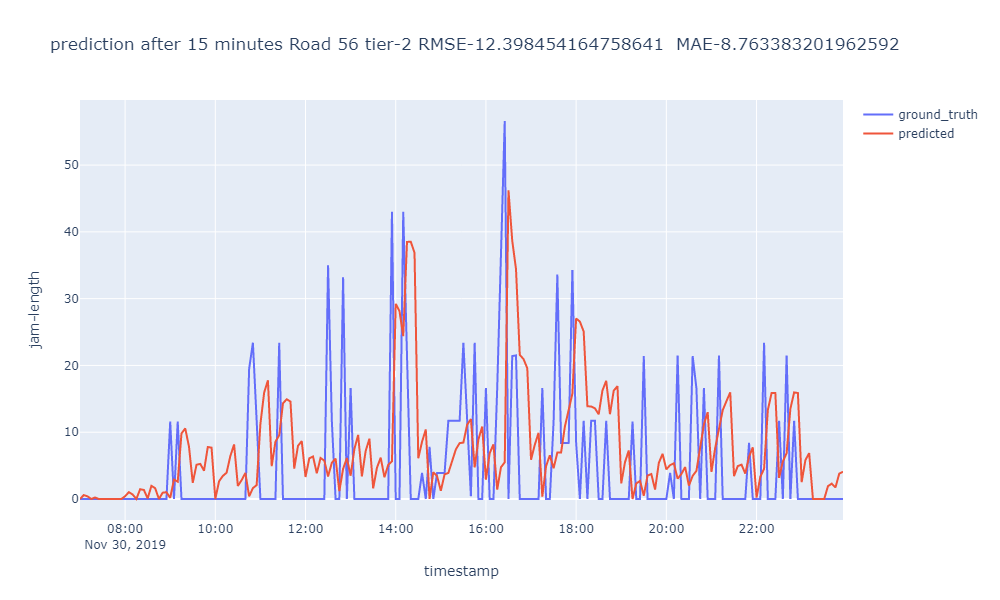 prediction after 15 minutes Road 56 tier-2 RMSE-12.398454164758641  MAE-8.763383201962592
ground_truth
predicted
50
40
30
20
10
0
jam-length
08:00 10:00 12:00 14:00 16:00 18:00 20:00 22:00
Nov 30, 2019
timestamp